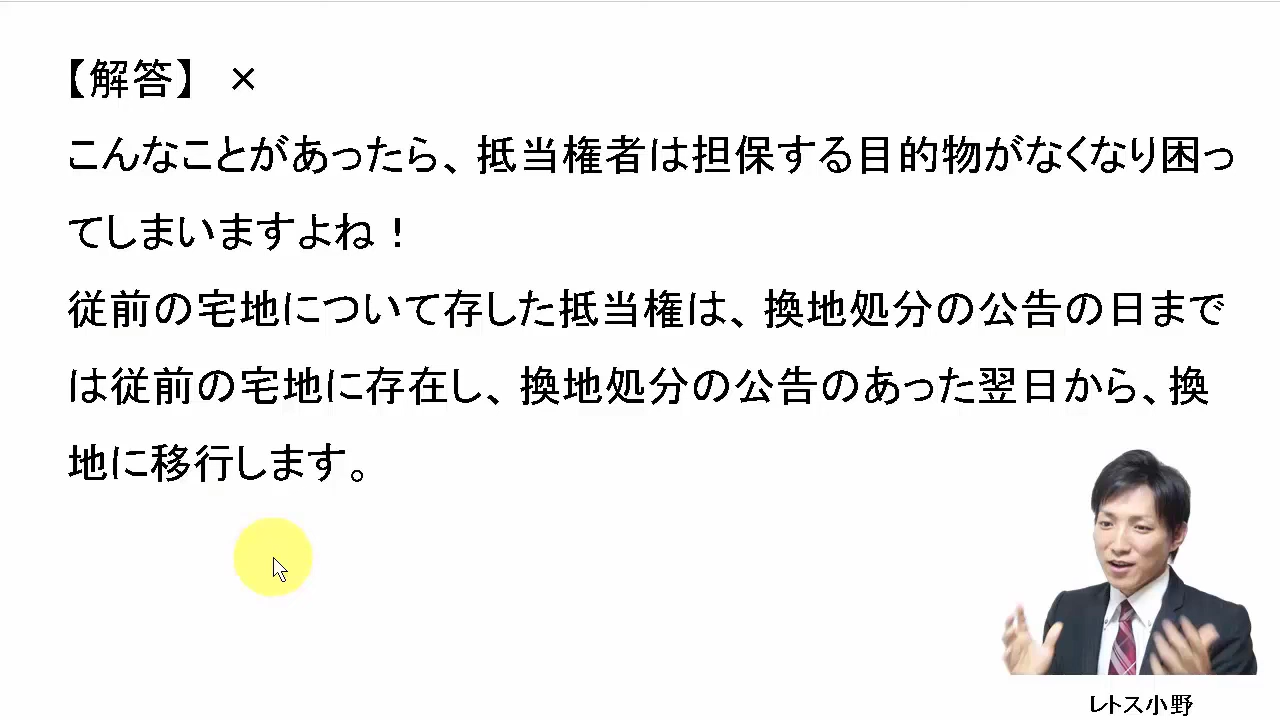 【解答】 ×
こんなことがあったら、抵当権者は担保する目的物がなくなり困っ
てしまいますよね！
従前の宅地について存した抵当権は、換地処分の公告の日まで
は従前の宅地に存在し、換地処分の公告のあった翌日から、換
地に移行します。
レトス小野